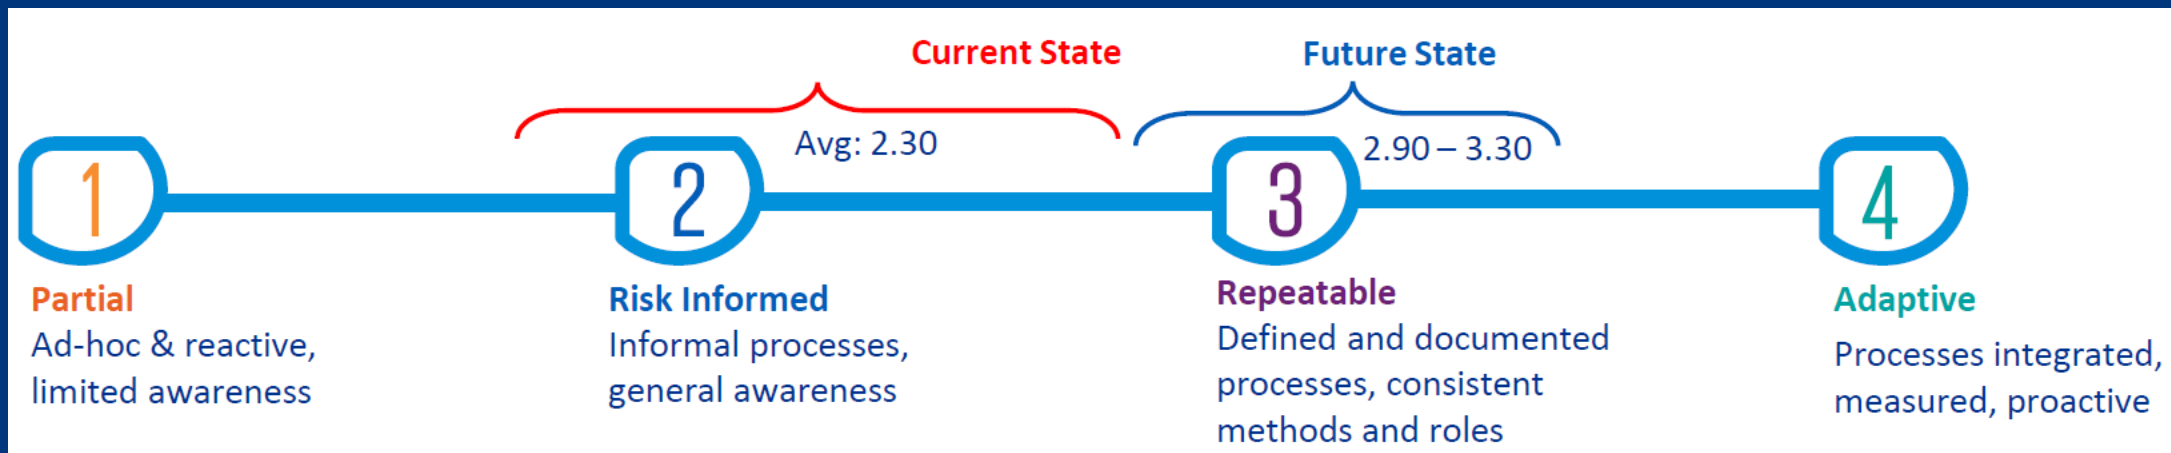 Current State
Future State
Avg: 2.30
2.90 – 3.30
1
2
3
4
Partial
Ad-hoc & reactive,
limited awareness
Risk Informed
Informal processes,
general awareness
Repeatable
Defined and documented
processes, consistent
methods and roles
Adaptive
Processes integrated,
measured, proactive